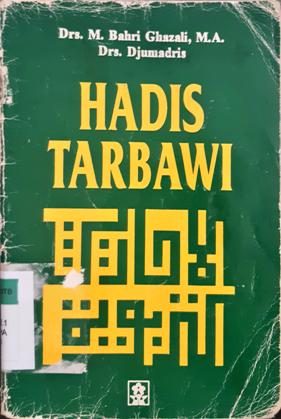 Drs. M. Bahri Ghazali, M.A.
Drs. Djumadris
HADIS
TARBAWI